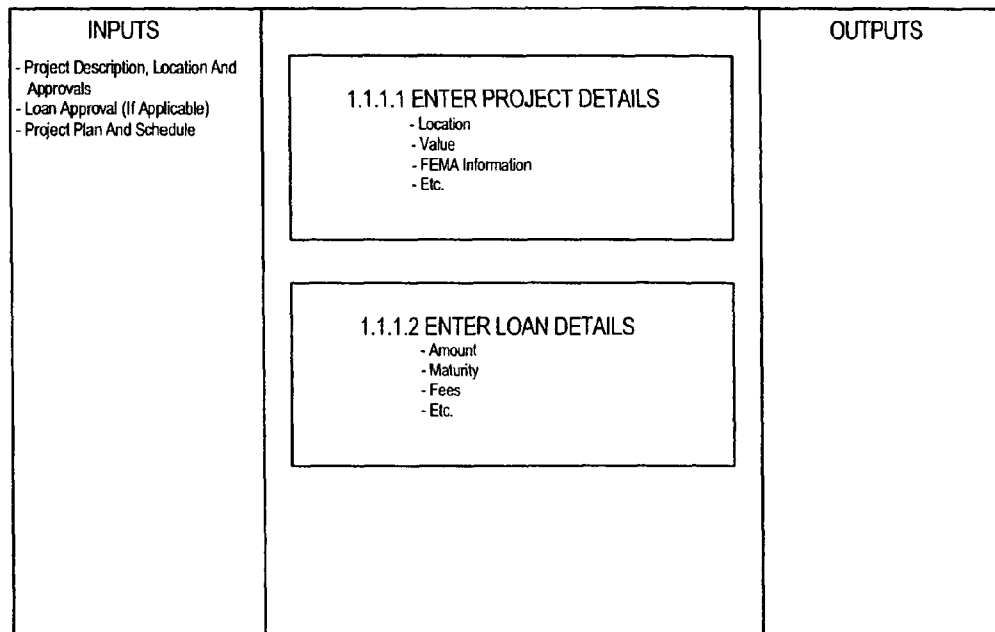 INPUTS
- Project Description, Location And
Approvals
- Loan Approval (If Applicable)
- Project Plan And Schedule
1.1.1.1 ENTER PROJECT DETAILS
- Location
- Value
- FEMA Information
- Etc.
1.1.1.2 ENTER LOAN DETAILS
- Amount
- Maturity
- Fees
- Etc.
OUTPUTS